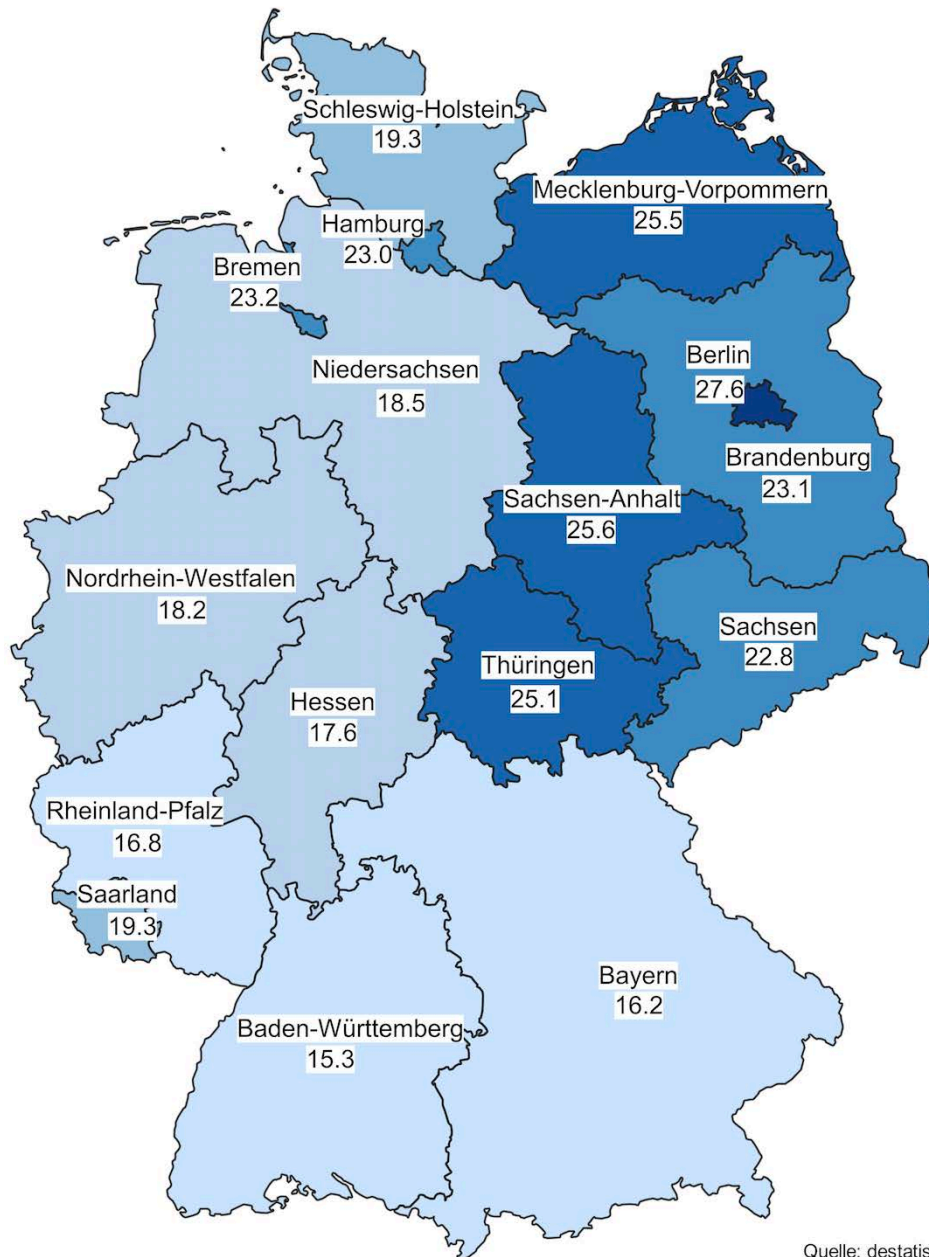 Schleswig-Holstein
19.3
Mecklenburg-Vorpommern
25.5
Hamburg
23.0
Bremen
23.2
Niedersachsen
18.5
Berlin
27.6
Brandenburg
23.1
Sachsen-Anhalt
25.6
Nordrhein-Westfalen
18.2
Sachsen
22.8
Thüringen
25.1
Hessen
17.6
Rheinland-Pfalz
16.8
Saarland
19.3
Bayern
16.2
Baden-Württemberg
15.3
Quelle: destatis